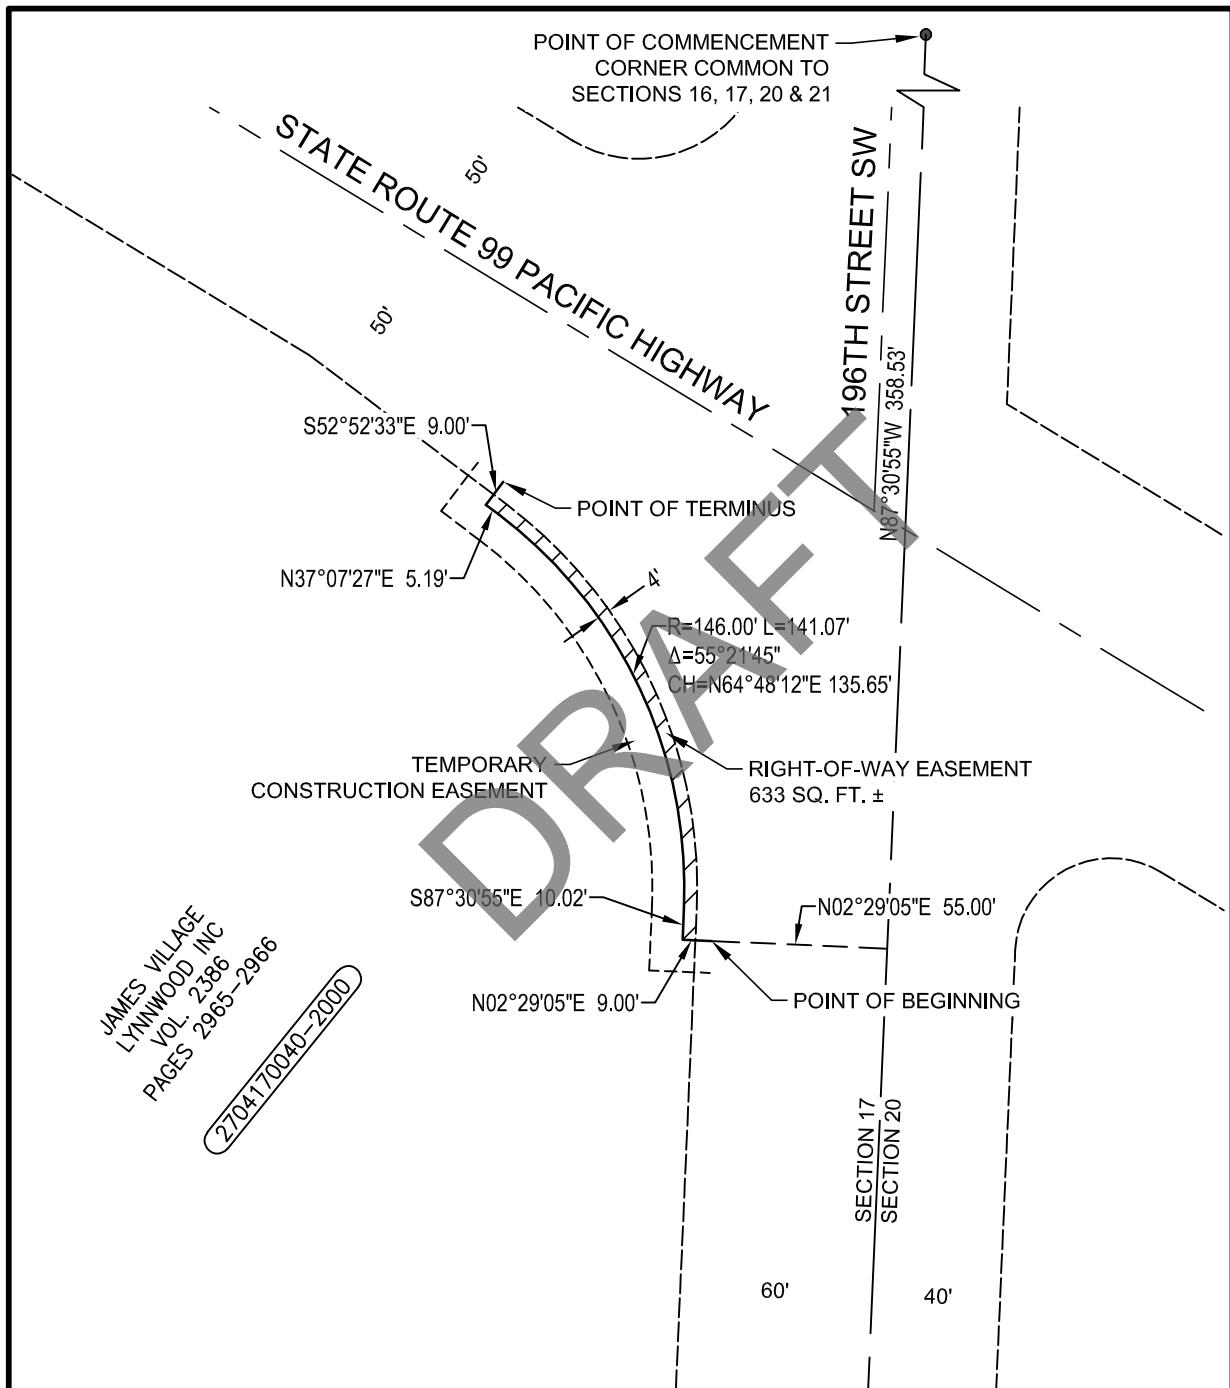 POINT OF COMMENCEMENT
CORNER COMMON TO
SECTIONS 16, 17, 20 & 21
STATE ROUTE 99 PACIFIC HIGHWAY
50'
50'
196TH STREET SW
N87°30'55"W 358.53'
S52°52'33"E 9.00'
POINT OF TERMINUS
N37°07'27"E 5.19'
4'
R=146.00' L=141.07'
Δ=55°21'45"
CH=N64°48'12"E 135.65'
TEMPORARY
CONSTRUCTION EASEMENT
RIGHT-OF-WAY EASEMENT
633 SQ. FT. ±
S87°30'55"E 10.02'
N02°29'05"E 55.00'
N02°29'05"E 9.00'
POINT OF BEGINNING
JAMES VILLAGE
LYNNWOOD INC
VOL. 2386
PAGES 2965-2966
2704170040-2000
SECTION 17
SECTION 20
60'
40'
DRAFT